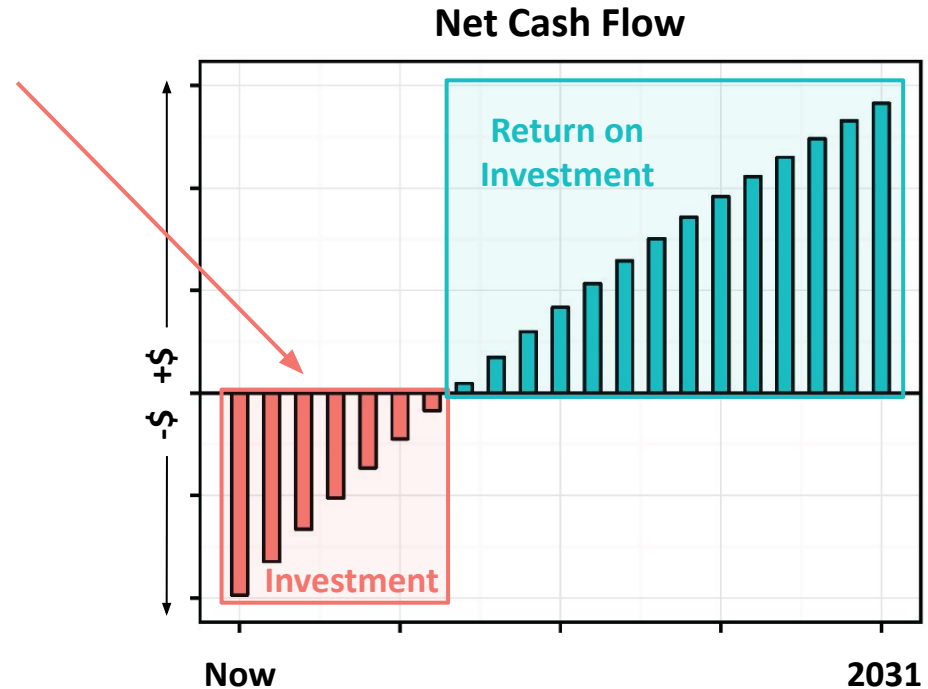 Net Cash Flow
Return on
Investment
+$
-$
Investment
Now
2031